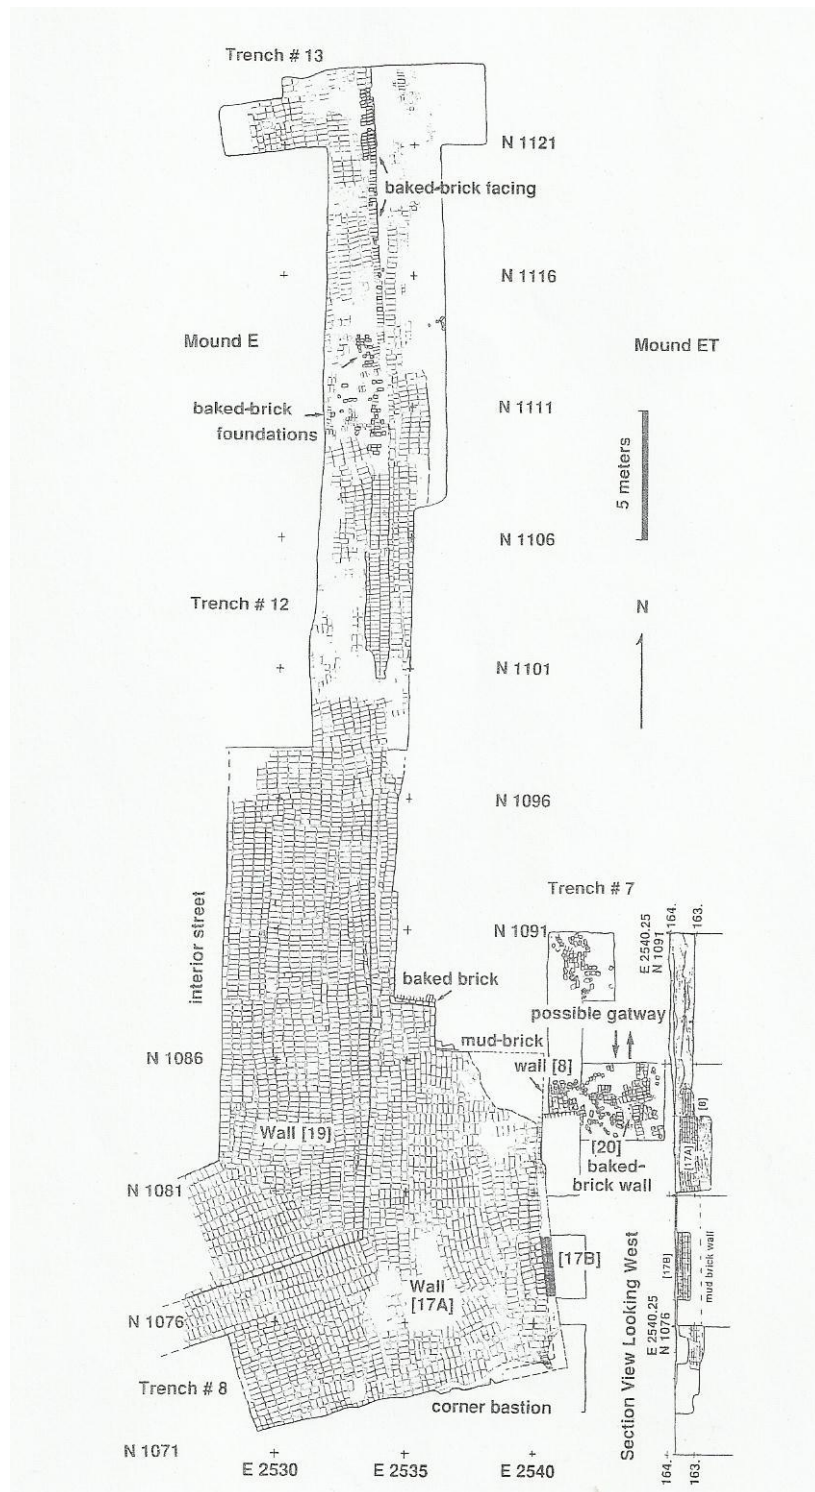 Trench # 13
N 1121
baked-brick facing
N 1116
Mound E
Mound ET
baked-brick
foundations
N 1111
5 meters
N 1106
Trench # 12
N
N 1101
N 1096
Trench # 7
interior street
N 1091
E 2540.25
N 1091
164.
163.
baked brick
possible gatway
mud-brick
N 1086
wall [8]
[8]
Wall [19]
[20]
baked-
brick wall
[17A]
N 1081
[17B]
[17B]
mud brick wall
Wall
[17A]
N 1076
E 2540.25
N 1076
Section View Looking West
Trench # 8
corner bastion
N 1071
E 2530
E 2535
E 2540
164.
163.